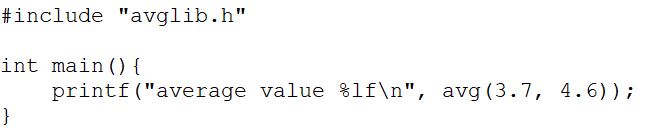 #include "avglib.h"

int main(){
    printf("average value %lf\n", avg(3.7, 4.6));
}